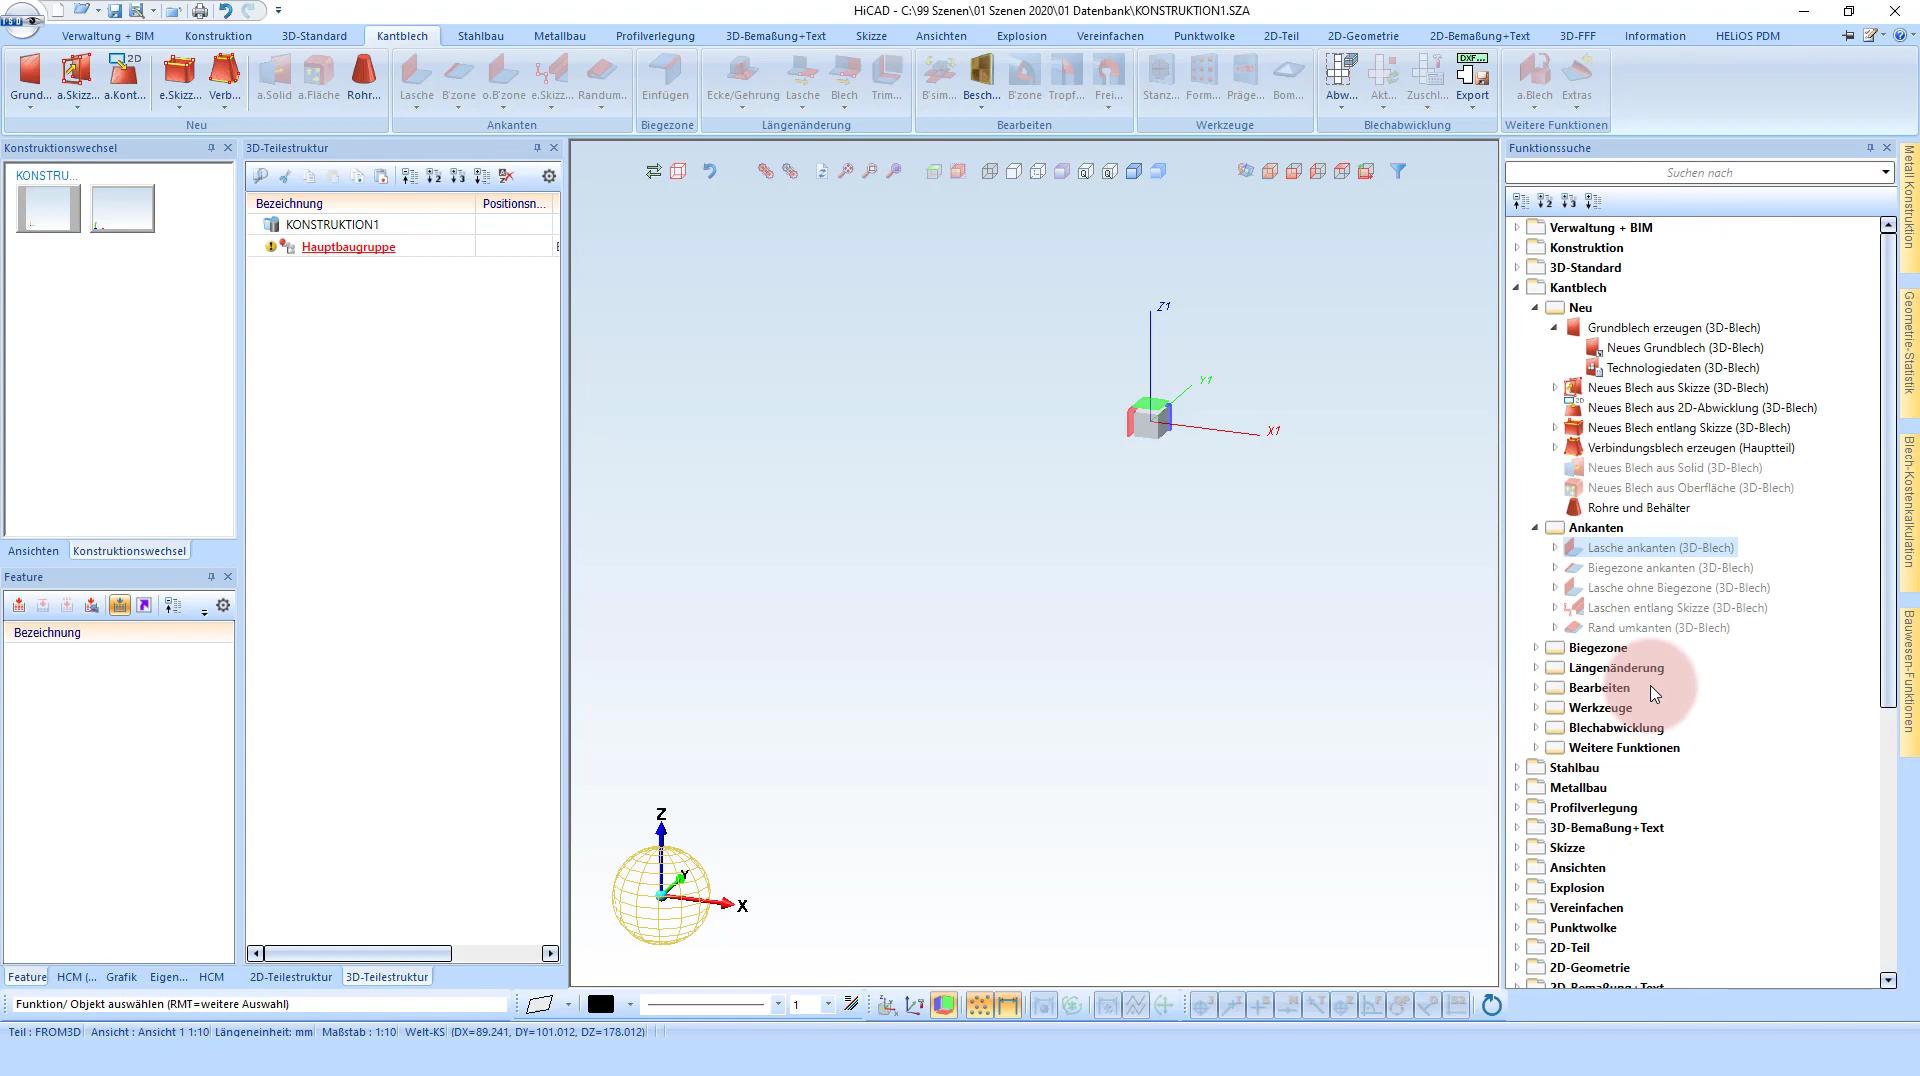 HiCAD - C:\99 Szenen\01 Szenen 2020\01 Datenbank\KONSTRUKTION1.SZA
ISD
Verwaltung + BIM Konstruktion 3D-Standard Kantblech Stahlbau Metallbau Profilverlegung 3D-Bemaßung+Text Skizze Ansichten Explosion Vereinfachen Punktwolke 2D-Teil 2D-Geometrie 2D-Bemaßung+Text 3D-FFF Information HELiOS PDM
Grund... a.Skizz... a.Kont... e.Skizz... Verb... a.Solid a.Fläche Rohr... Lasche B'zone o.B'zone e.Skizz... Randum... Einfügen Ecke/Gehrung Lasche Blech Trim... B'sim... Besch... B'zone Tropf... Frei... Stanz... Form... Präge... Bom... Abw... Akt... Zuschl... Export a.Blech Extras
Neu Ankanten Biegezone Längenänderung Bearbeiten Werkzeuge Blechabwicklung Weitere Funktionen
Konstruktionswechsel
KONSTRU...
Ansichten Konstruktionswechsel
Feature
Bezeichnung
Feature HCM (... Grafik Eigen... HCM
3D-Teilestruktur
Bezeichnung Positionsn...
KONSTRUKTION1
Hauptbaugruppe
2D-Teilestruktur 3D-Teilestruktur
Z1
Y1
X1
Z
Y
X
Funktionssuche
Suchen nach
Verwaltung + BIM
Konstruktion
3D-Standard
Kantblech
Neu
Grundblech erzeugen (3D-Blech)
Neues Grundblech (3D-Blech)
Technologiedaten (3D-Blech)
Neues Blech aus Skizze (3D-Blech)
Neues Blech aus 2D-Abwicklung (3D-Blech)
Neues Blech entlang Skizze (3D-Blech)
Verbindungsblech erzeugen (Hauptteil)
Neues Blech aus Solid (3D-Blech)
Neues Blech aus Oberfläche (3D-Blech)
Rohre und Behälter
Ankanten
Lasche ankanten (3D-Blech)
Biegezone ankanten (3D-Blech)
Lasche ohne Biegezone (3D-Blech)
Laschen entlang Skizze (3D-Blech)
Rand umkanten (3D-Blech)
Biegezone
Längenänderung
Bearbeiten
Werkzeuge
Blechabwicklung
Weitere Funktionen
Stahlbau
Metallbau
Profilverlegung
3D-Bemaßung+Text
Skizze
Ansichten
Explosion
Vereinfachen
Punktwolke
2D-Teil
2D-Geometrie
2D-Bemaßung+Text
Metall Konstruktion
Geometrie-Statistik
Blech-Kostenkalkulation
Bauwesen-Funktionen
Funktion/ Objekt auswählen (RMT=weitere Auswahl)
1
Teil : FROM3D Ansicht : Ansicht 1 1:10 Längeneinheit: mm Maßstab : 1:10 Welt-KS (DX=89.241, DY=101.012, DZ=178.012)